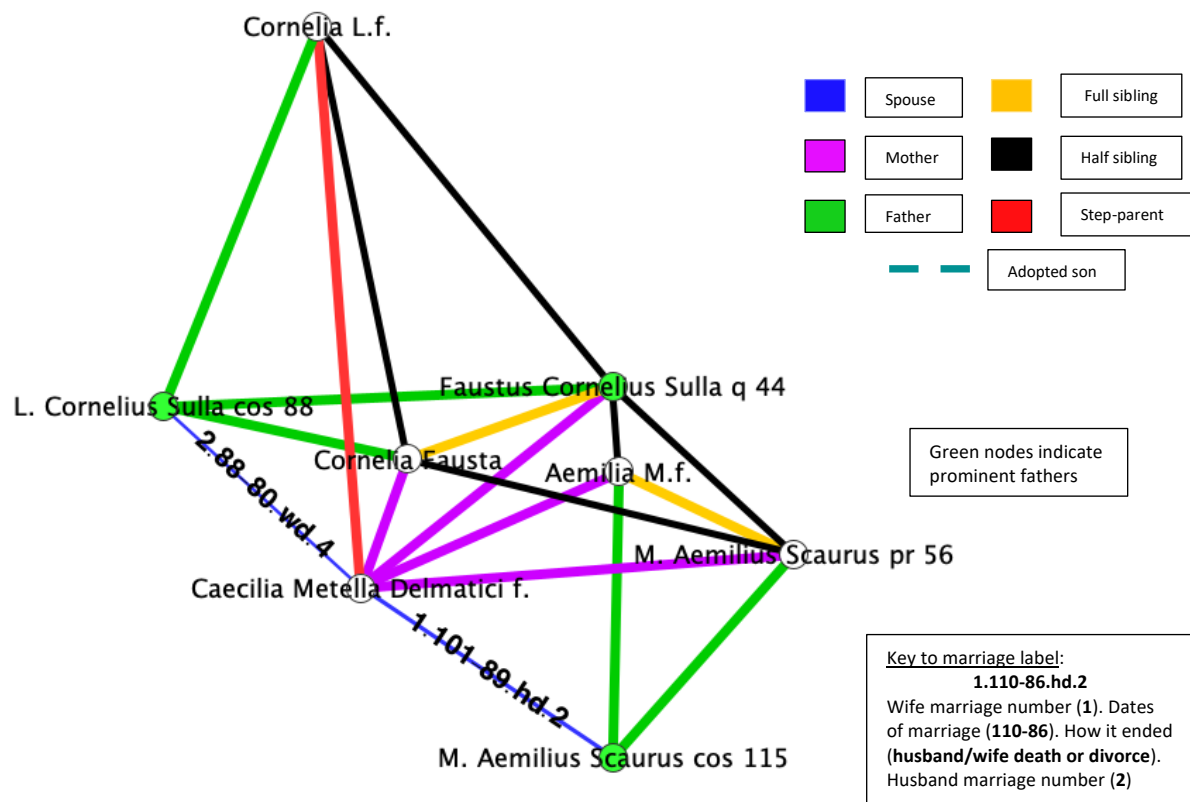 Cornelia L.f.
Spouse
Full sibling
Mother
Half sibling
Father
Step-parent
Adopted son
Faustus Cornelius Sulla q 44
L. Cornelius Sulla cos 88
Cornelia Fausta
Aemilia M.f.
Green nodes indicate
prominent fathers
2.88-80.wd.4
M. Aemilius Scaurus pr 56
Caecilia Metella Delmatici f.
1.101-89.hd.2
M. Aemilius Scaurus cos 115
Key to marriage label:
1.110-86.hd.2
Wife marriage number (1). Dates
of marriage (110-86). How it ended
(husband/wife death or divorce).
Husband marriage number (2)